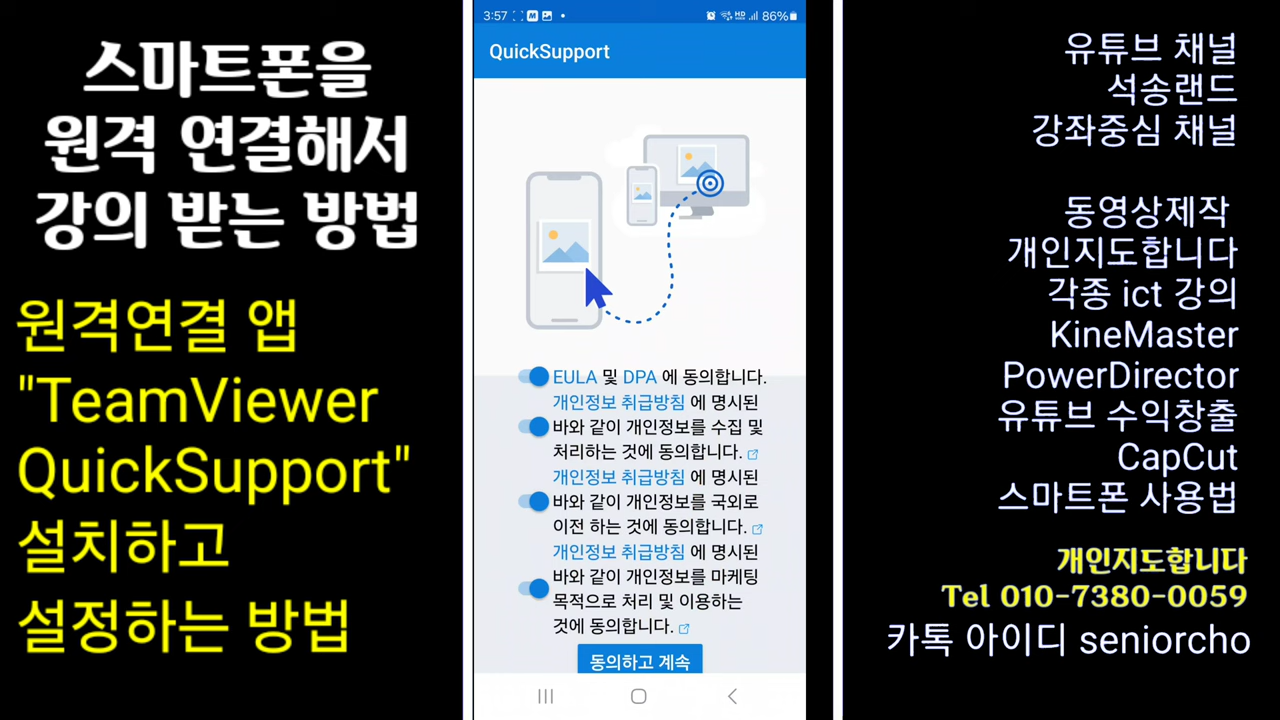 스마트폰을
원격 연결해서
강의 받는 방법
원격연결 앱
"TeamViewer
QuickSupport"
설치하고
설정하는 방법
3:57
HD
86%
QuickSupport
EULA 및 DPA 에 동의합니다.
개인정보 취급방침 에 명시된
바와 같이 개인정보를 수집 및
처리하는 것에 동의합니다.
개인정보 취급방침 에 명시된
바와 같이 개인정보를 국외로
이전 하는 것에 동의합니다.
개인정보 취급방침 에 명시된
바와 같이 개인정보를 마케팅
목적으로 처리 및 이용하는
것에 동의합니다.
동의하고 계속
유튜브 채널
석송랜드
강좌중심 채널
동영상제작
개인지도합니다
각종 ict 강의
KineMaster
PowerDirector
유튜브 수익창출
CapCut
스마트폰 사용법
개인지도합니다
Tel 010-7380-0059
카톡 아이디 seniorcho